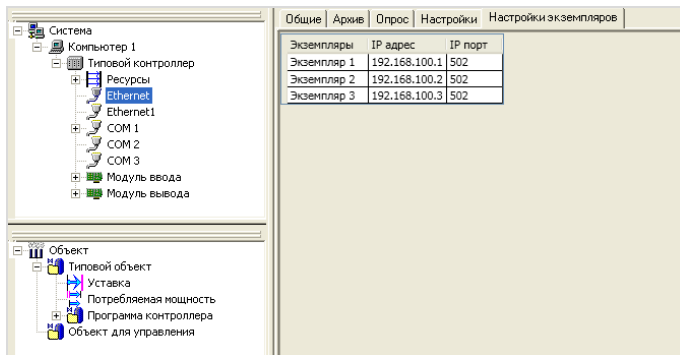 Система
Компьютер 1
Типовой контроллер
Ресурсы
Ethernet
Ethernet1
COM 1
COM 2
COM 3
Модуль ввода
Модуль вывода
Объект
Типовой объект
Уставка
Потребляемая мощность
Программа контроллера
Объект для управления
Общие Архив Опрос Настройки Настройки экземпляров
Экземпляры IP адрес IP порт
Экземпляр 1 192.168.100.1 502
Экземпляр 2 192.168.100.2 502
Экземпляр 3 192.168.100.3 502